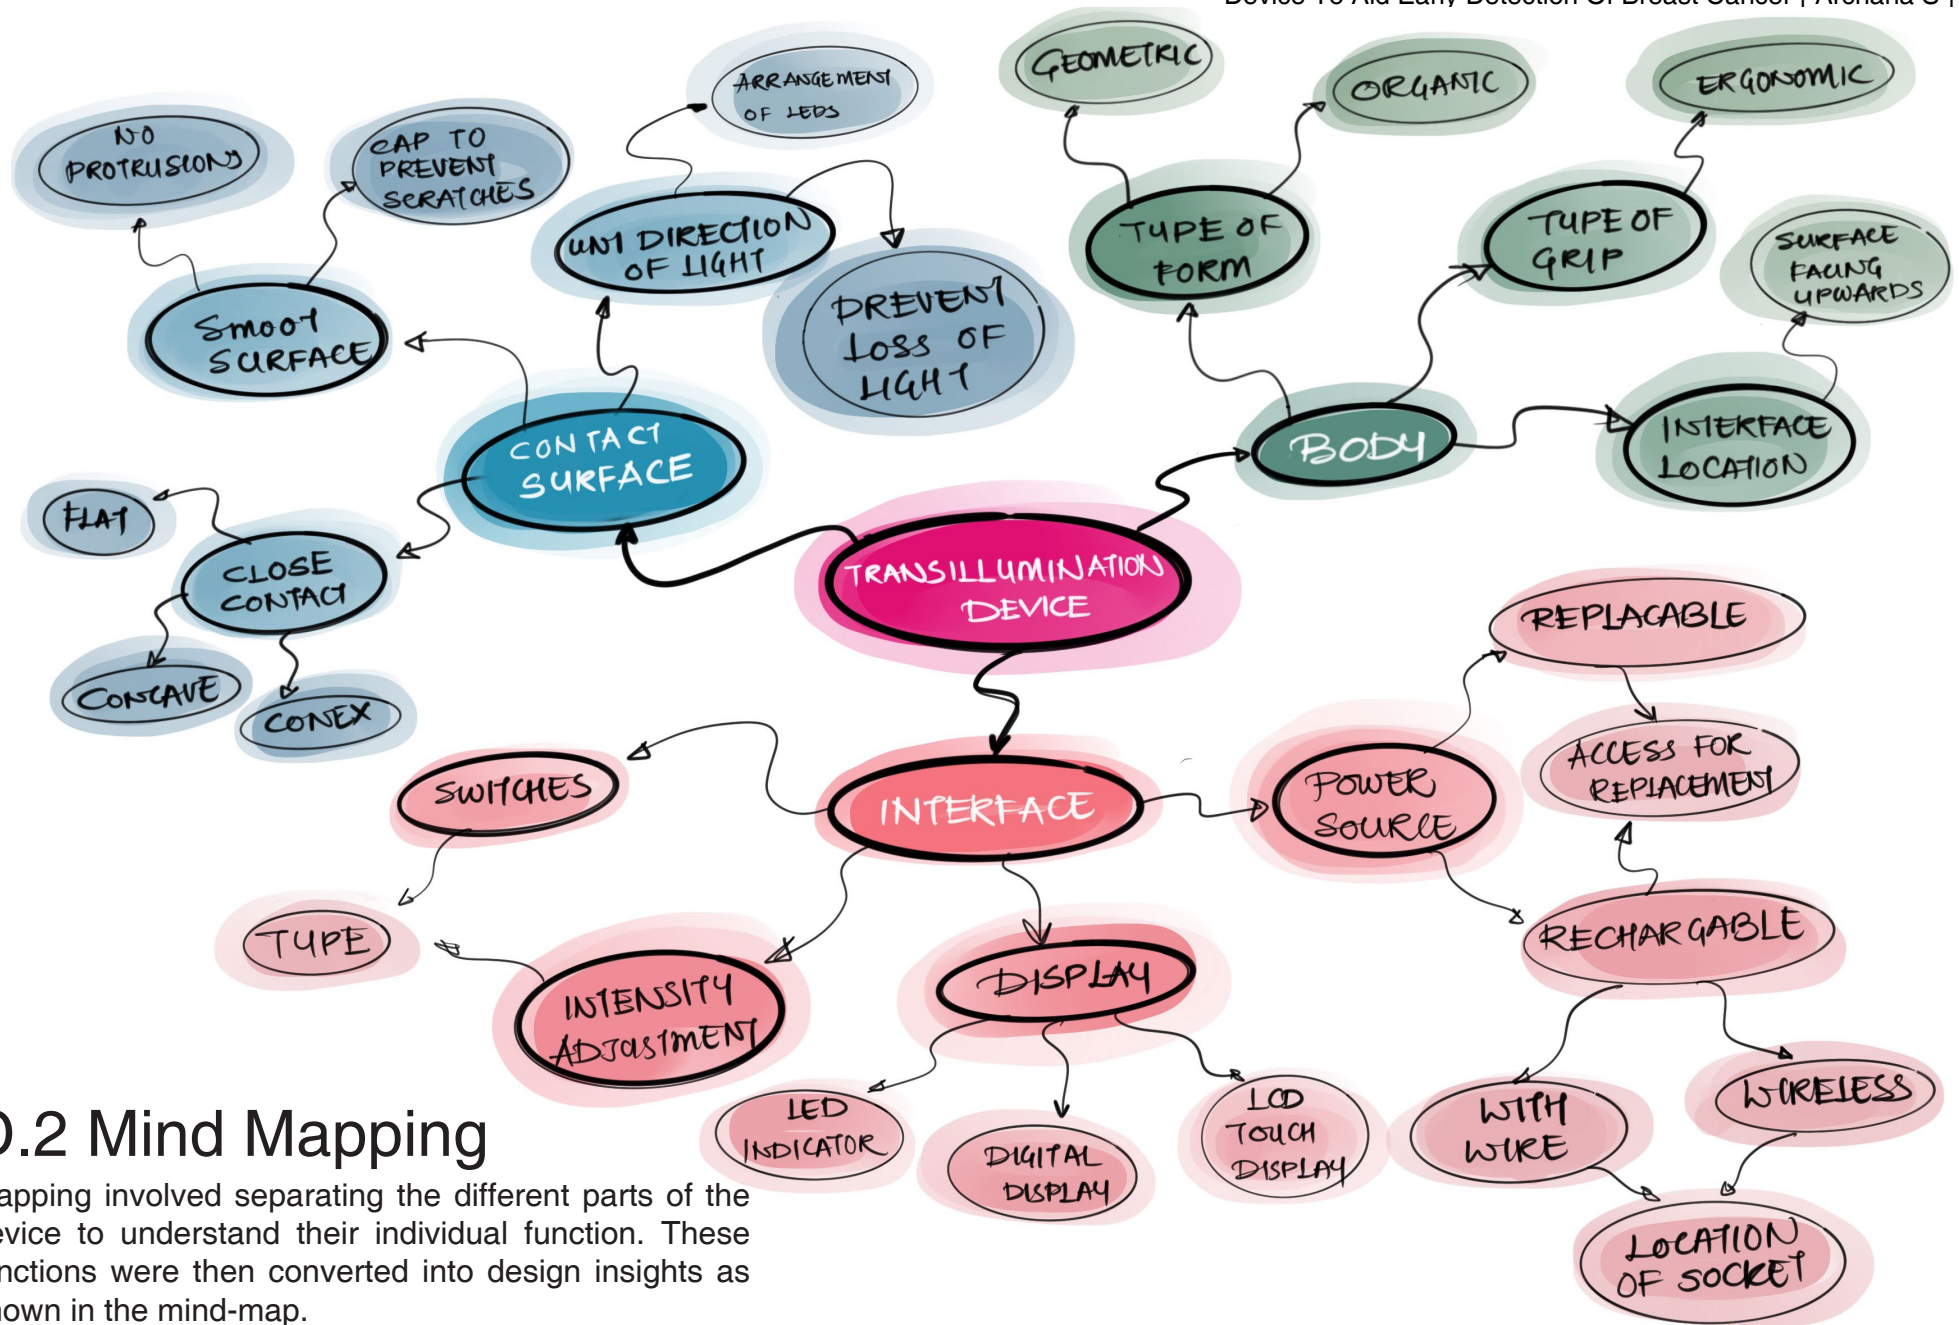 Device To Aid Early Detection Of Breast Cancer | Archana S |
GEOMETRIC
ORGANIC
ERGONOMIC
ARRANGEMENT
OF LEDS
NO
PROTRUSIONS
CAP TO
PREVENT
SCRATCHES
UNI DIRECTION
OF LIGHT
TYPE OF
FORM
TYPE OF
GRIP
SURFACE
FACING
UPWARDS
SMOOT
SURFACE
PREVENT
LOSS OF
LIGHT
CONTACT
SURFACE
BODY
INTERFACE
LOCATION
FLAT
CLOSE
CONTACT
TRANSILLUMINATION
DEVICE
CONCAVE
CONEX
REPLACABLE
ACCESS FOR
REPLACEMENT
SWITCHES
INTERFACE
POWER
SOURCE
TYPE
INTENSITY
ADJUSTMENT
DISPLAY
RECHARGABLE
LED
INDICATOR
DIGITAL
DISPLAY
LCD
TOUCH
DISPLAY
WITH
WIRE
WIRELESS
LOCATION
OF SOCKET
.2 Mind Mapping
apping involved separating the different parts of the
evice to understand their individual function. These
nctions were then converted into design insights as
hown in the mind-map.